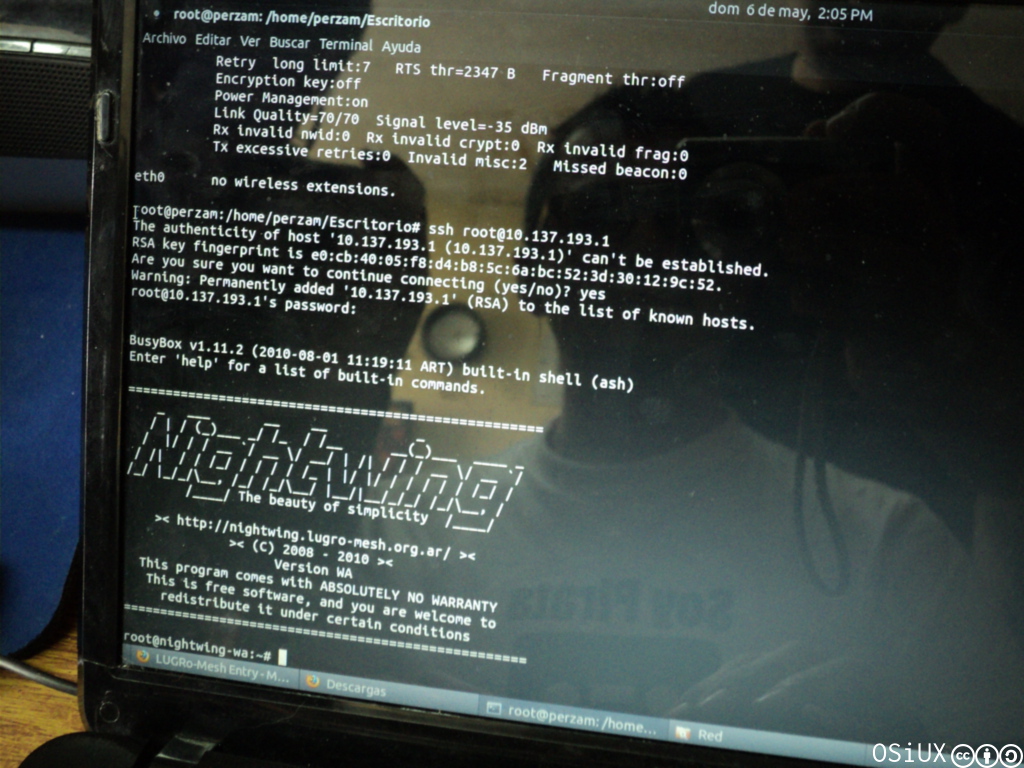 root@perzam: /home/perzam/Escritorio
dom 6 de may, 2:05 PM
Archivo Editar Ver Buscar Terminal Ayuda
Retry long limit:7 RTS thr=2347 B Fragment thr:off
Encryption key:off
Power Management:on
Link Quality=70/70 Signal level=-35 dBm
Rx invalid nwid:0 Rx invalid crypt:0 Rx invalid frag:0
Tx excessive retries:0 Invalid misc:2 Missed beacon:0
eth0 no wireless extensions.
root@perzam:/home/perzam/Escritorio# ssh root@10.137.193.1
The authenticity of host '10.137.193.1 (10.137.193.1)' can't be established.
RSA key fingerprint is e0:cb:40:05:f8:d4:b8:5c:6a:bc:52:3d:30:12:9c:52.
Are you sure you want to continue connecting (yes/no)? yes
Warning: Permanently added '10.137.193.1' (RSA) to the list of known hosts.
root@10.137.193.1's password:
BusyBox v1.11.2 (2010-08-01 11:19:11 ART) built-in shell (ash)
Enter 'help' for a list of built-in commands.
Nightwing
The beauty of simplicity
>< http://nightwing.lugro-mesh.org.ar/ ><
>< (C) 2008 - 2010 ><
Version WA
This program comes with ABSOLUTELY NO WARRANTY
This is free software, and you are welcome to
redistribute it under certain conditions
root@nightwing-wa:~#
LUGRo-Mesh Entry - M...
Descargas
root@perzam: /home...
Red
OSiUX